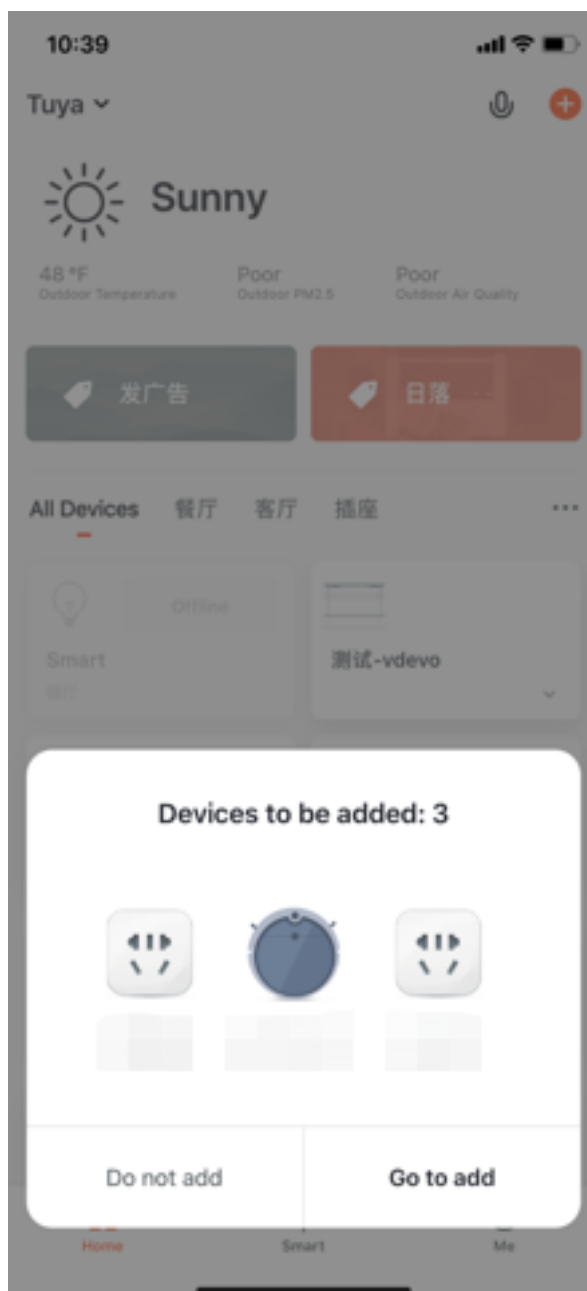 10:39
Tuya
Sunny
48 °F
Poor
Poor
Outdoor Temperature
Outdoor PM2.5
Outdoor Air Quality
发广告
日落
All Devices
餐厅
客厅
插座
Offline
Smart
测试-vdevo
餐厅
Devices to be added: 3
Do not add
Go to add
Home
Smart
Me